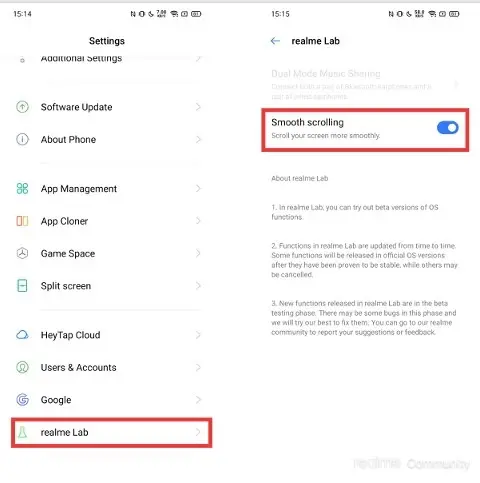 15:14
Settings
Additional Settings
Software Update
About Phone
App Management
App Cloner
Game Space
Split screen
HeyTap Cloud
Users & Accounts
Google
realme Lab
15:15
realme Lab
Dual Mode Music Sharing
Smooth scrolling
Scroll your screen more smoothly.
About realme Lab
1. In realme Lab, you can try out beta versions of OS
functions.
2. Functions in realme Lab are updated from time to time.
Some functions will be released in official OS versions
after they have been proven to be stable, while others may
be cancelled.
3. New functions released in realme Lab are in the beta
testing phase. There may be some bugs in this phase and
we will try our best to fix them. You can go to our realme
community to report your suggestions or feedback.
realme Community